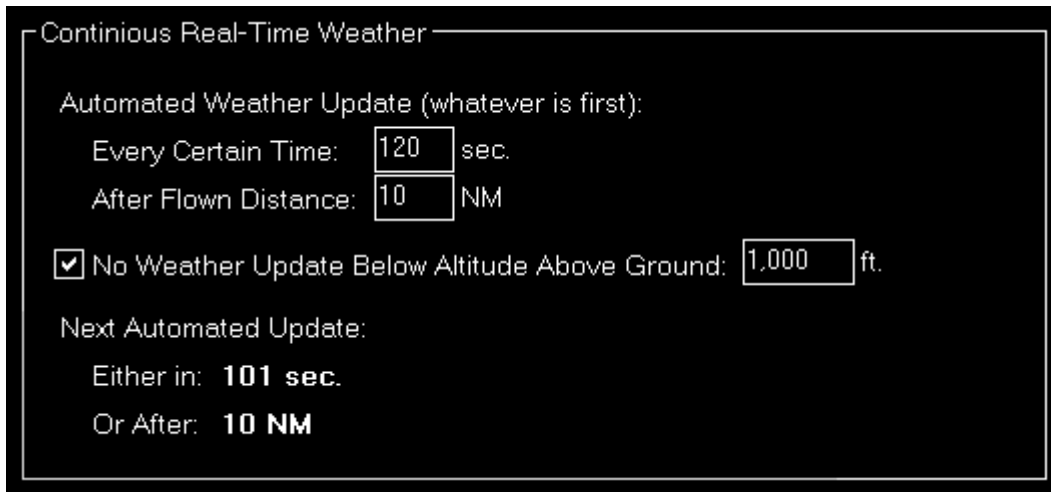 Continious Real-Time Weather
Automated Weather Update (whatever is first):
Every Certain Time: 120 sec.
After Flown Distance: 10 NM
No Weather Update Below Altitude Above Ground: 1,000 ft.
Next Automated Update:
Either in: 101 sec.
Or After: 10 NM